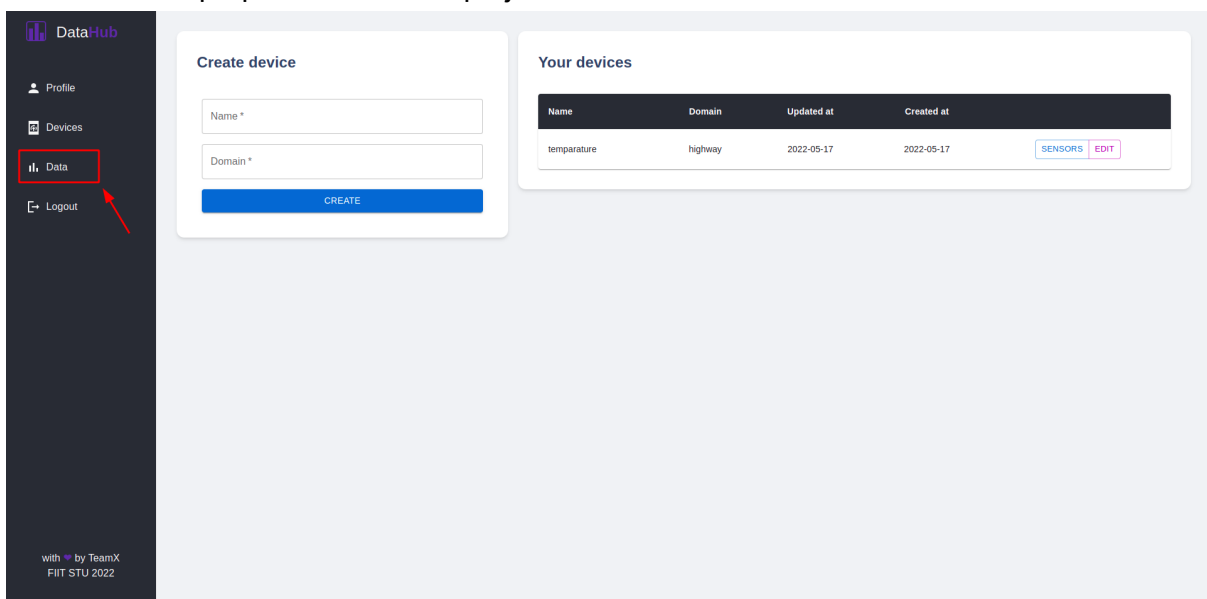 DataHub
Profile
Devices
Data
Logout
with ❤ by TeamX
FIIT STU 2022
Create device
Name *
Domain *
CREATE
Your devices
Name Domain Updated at Created at
temparature highway 2022-05-17 2022-05-17 SENSORS EDIT